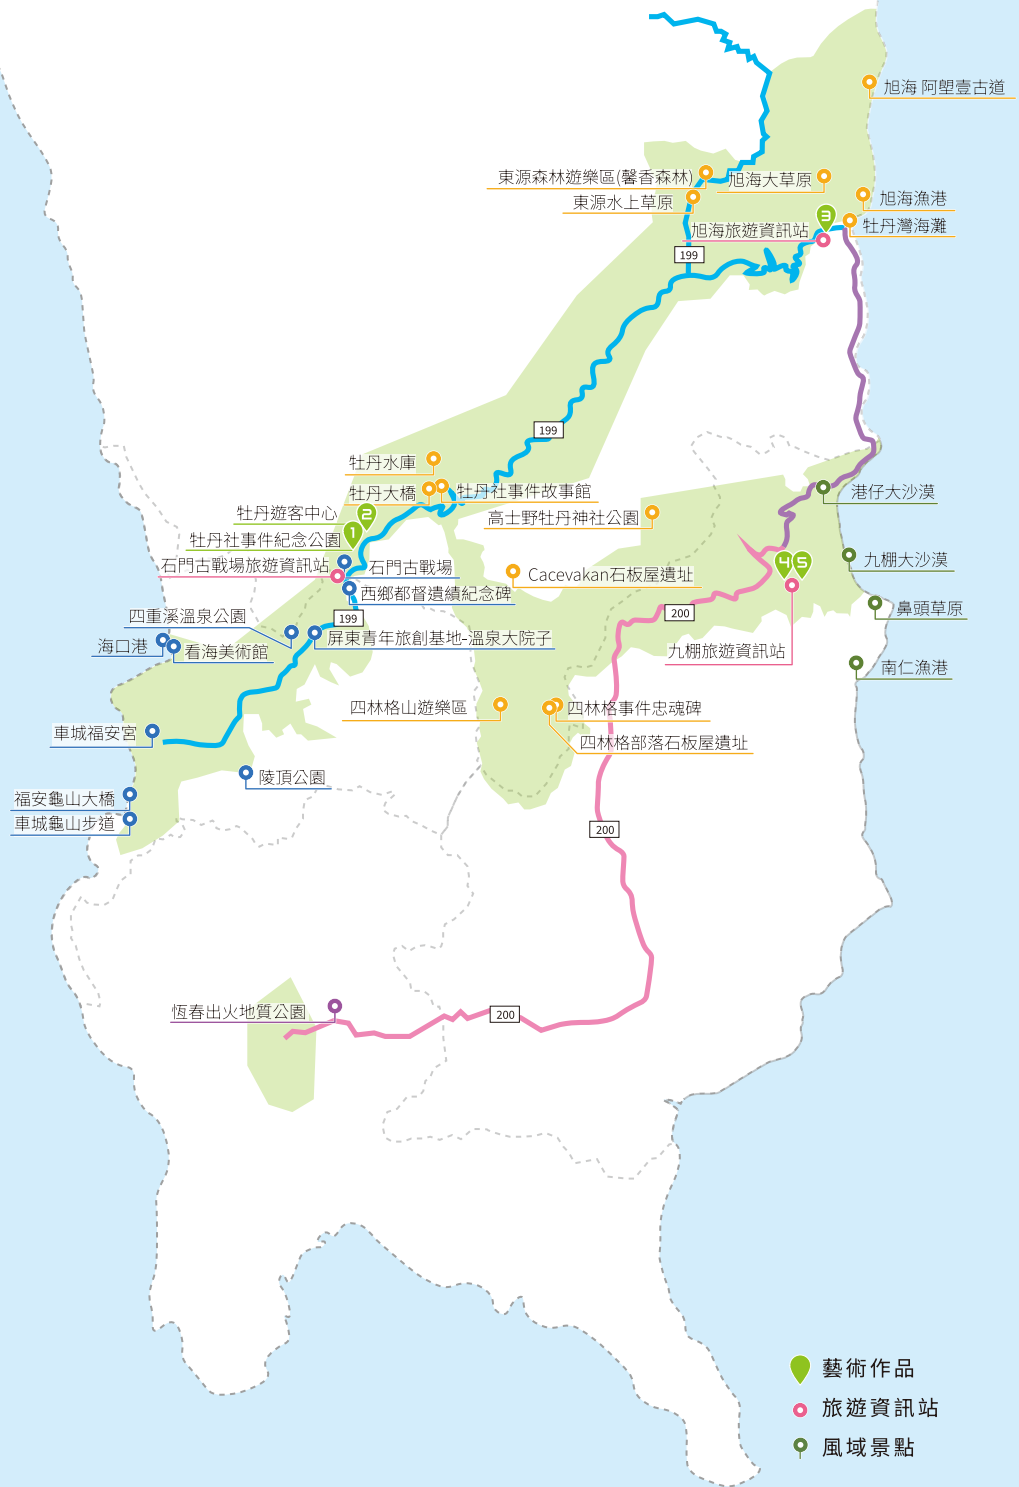 旭海 阿塱壹古道
東源森林遊樂區(馨香森林)
旭海大草原
東源水上草原
旭海漁港
牡丹灣海灘
旭海旅遊資訊站
3
199
199
牡丹水庫
牡丹大橋
牡丹社事件故事館
港仔大沙漠
牡丹遊客中心
2
高士野牡丹神社公園
牡丹社事件紀念公園
1
石門古戰場旅遊資訊站
石門古戰場
Cacevakan石板屋遺址
4
5
九棚大沙漠
西鄉都督遺績紀念碑
四重溪溫泉公園
199
200
鼻頭草原
海口港
看海美術館
屏東青年旅創基地-溫泉大院子
九棚旅遊資訊站
南仁漁港
四林格山遊樂區
四林格事件忠魂碑
車城福安宮
四林格部落石板屋遺址
陵頂公園
福安龜山大橋
車城龜山步道
200
恆春出火地質公園
200
藝術作品
旅遊資訊站
風域景點